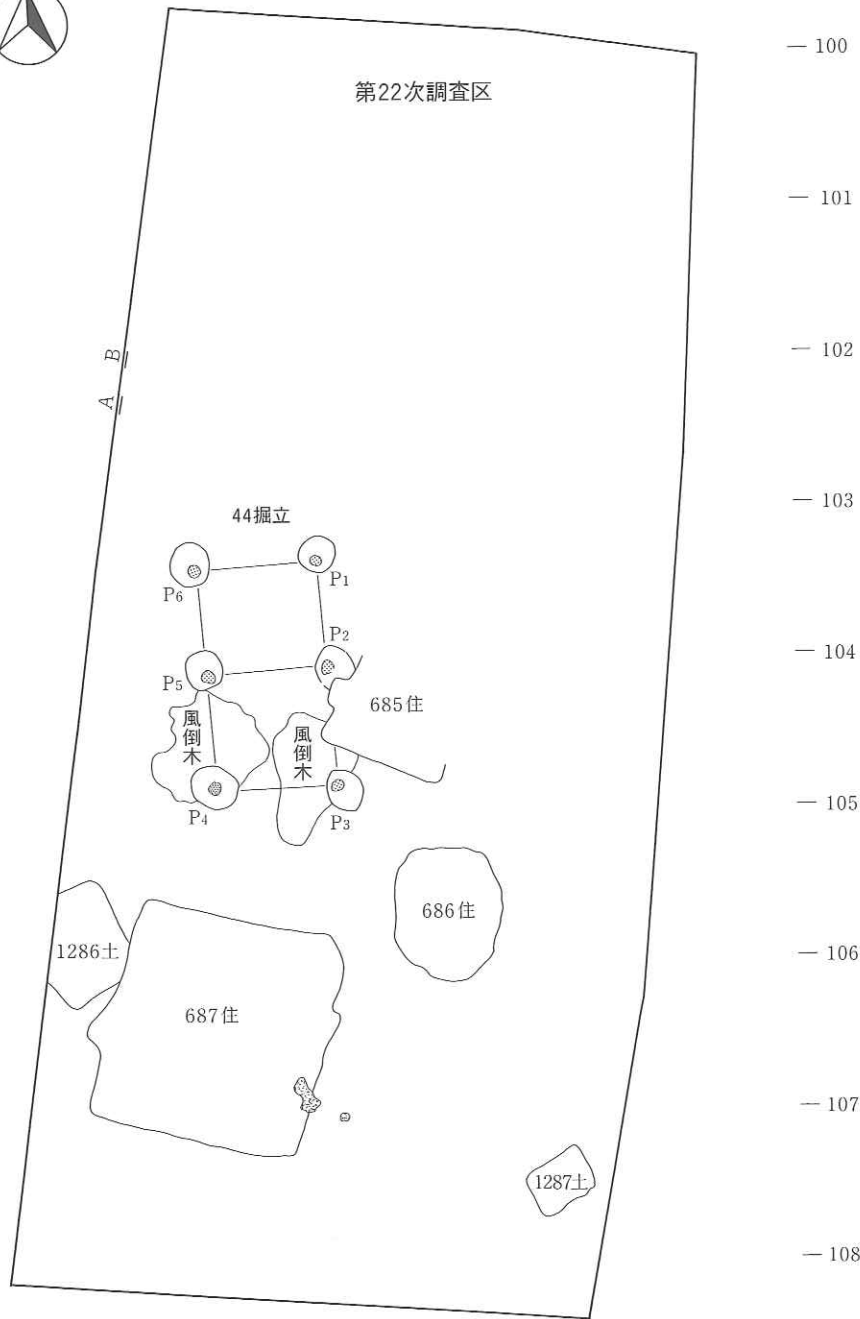 第22次調査区
— 100
— 101
— 102
— 103
— 104
— 105
— 106
— 107
— 108
B
A
44掘立
P6
P1
P5
P2
685住
風倒木
風倒木
P4
P3
686住
1286土
687住
1287土